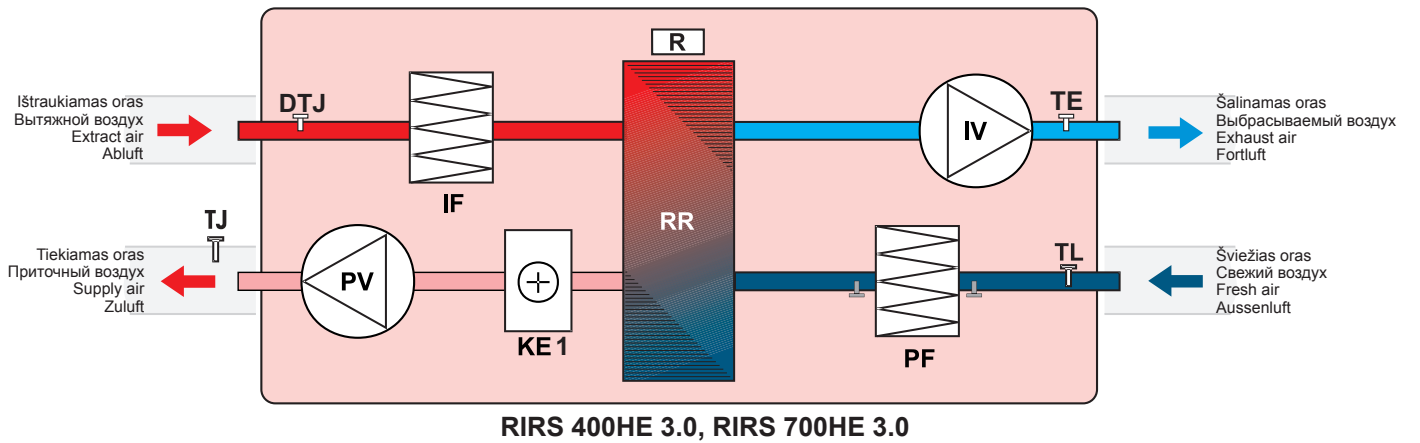 R
Ištraukiamas oras
Вытяжной воздух
Extract air
Abluft
DTJ
IF
RR
IV
TE
Šalinamas oras
Выбрасываемый воздух
Exhaust air
Fortluft
TJ
Tiekiamas oras
Приточный воздух
Supply air
Zuluft
PV
KE 1
PF
TL
Šviežias oras
Свежий воздух
Fresh air
Aussenluft
RIRS 400HE 3.0, RIRS 700HE 3.0